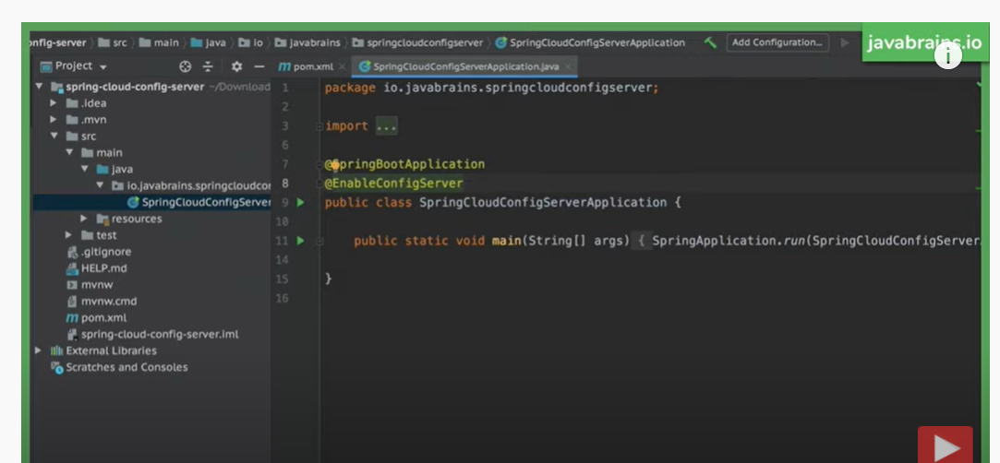 onfig-server 〉 src 〉 main 〉 java 〉 io 〉 javabrains 〉 springcloudconfigserver 〉 SpringCloudConfigServerApplication Add Configuration...
javabrains.io
i
Project pom.xml SpringCloudConfigServerApplication.java
spring-cloud-config-server ~/Download
.idea
.mvn
src
main
java
io.javabrains.springcloudcor
SpringCloudConfigServer
resources
test
.gitignore
HELP.md
mvnw
mvnw.cmd
pom.xml
spring-cloud-config-server.iml
External Libraries
Scratches and Consoles
1 package io.javabrains.springcloudconfigserver;
2
3 import ...
6
7 @SpringBootApplication
8 @EnableConfigServer
9 public class SpringCloudConfigServerApplication {
10
11 public static void main(String[] args) { SpringApplication.run(SpringCloudConfigServer
14
15 }
16